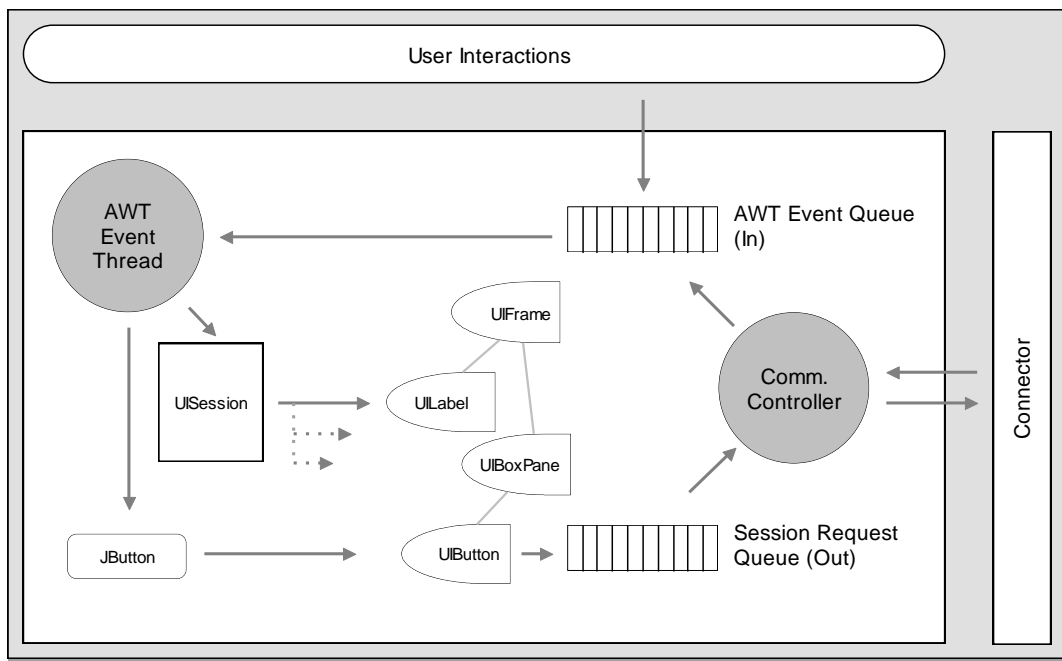 User Interactions
AWT
Event
Thread
AWT Event Queue
(In)
UIFrame
UISession
UILabel
Comm.
Controller
Connector
UIBoxPane
JButton
UIButton
Session Request
Queue (Out)